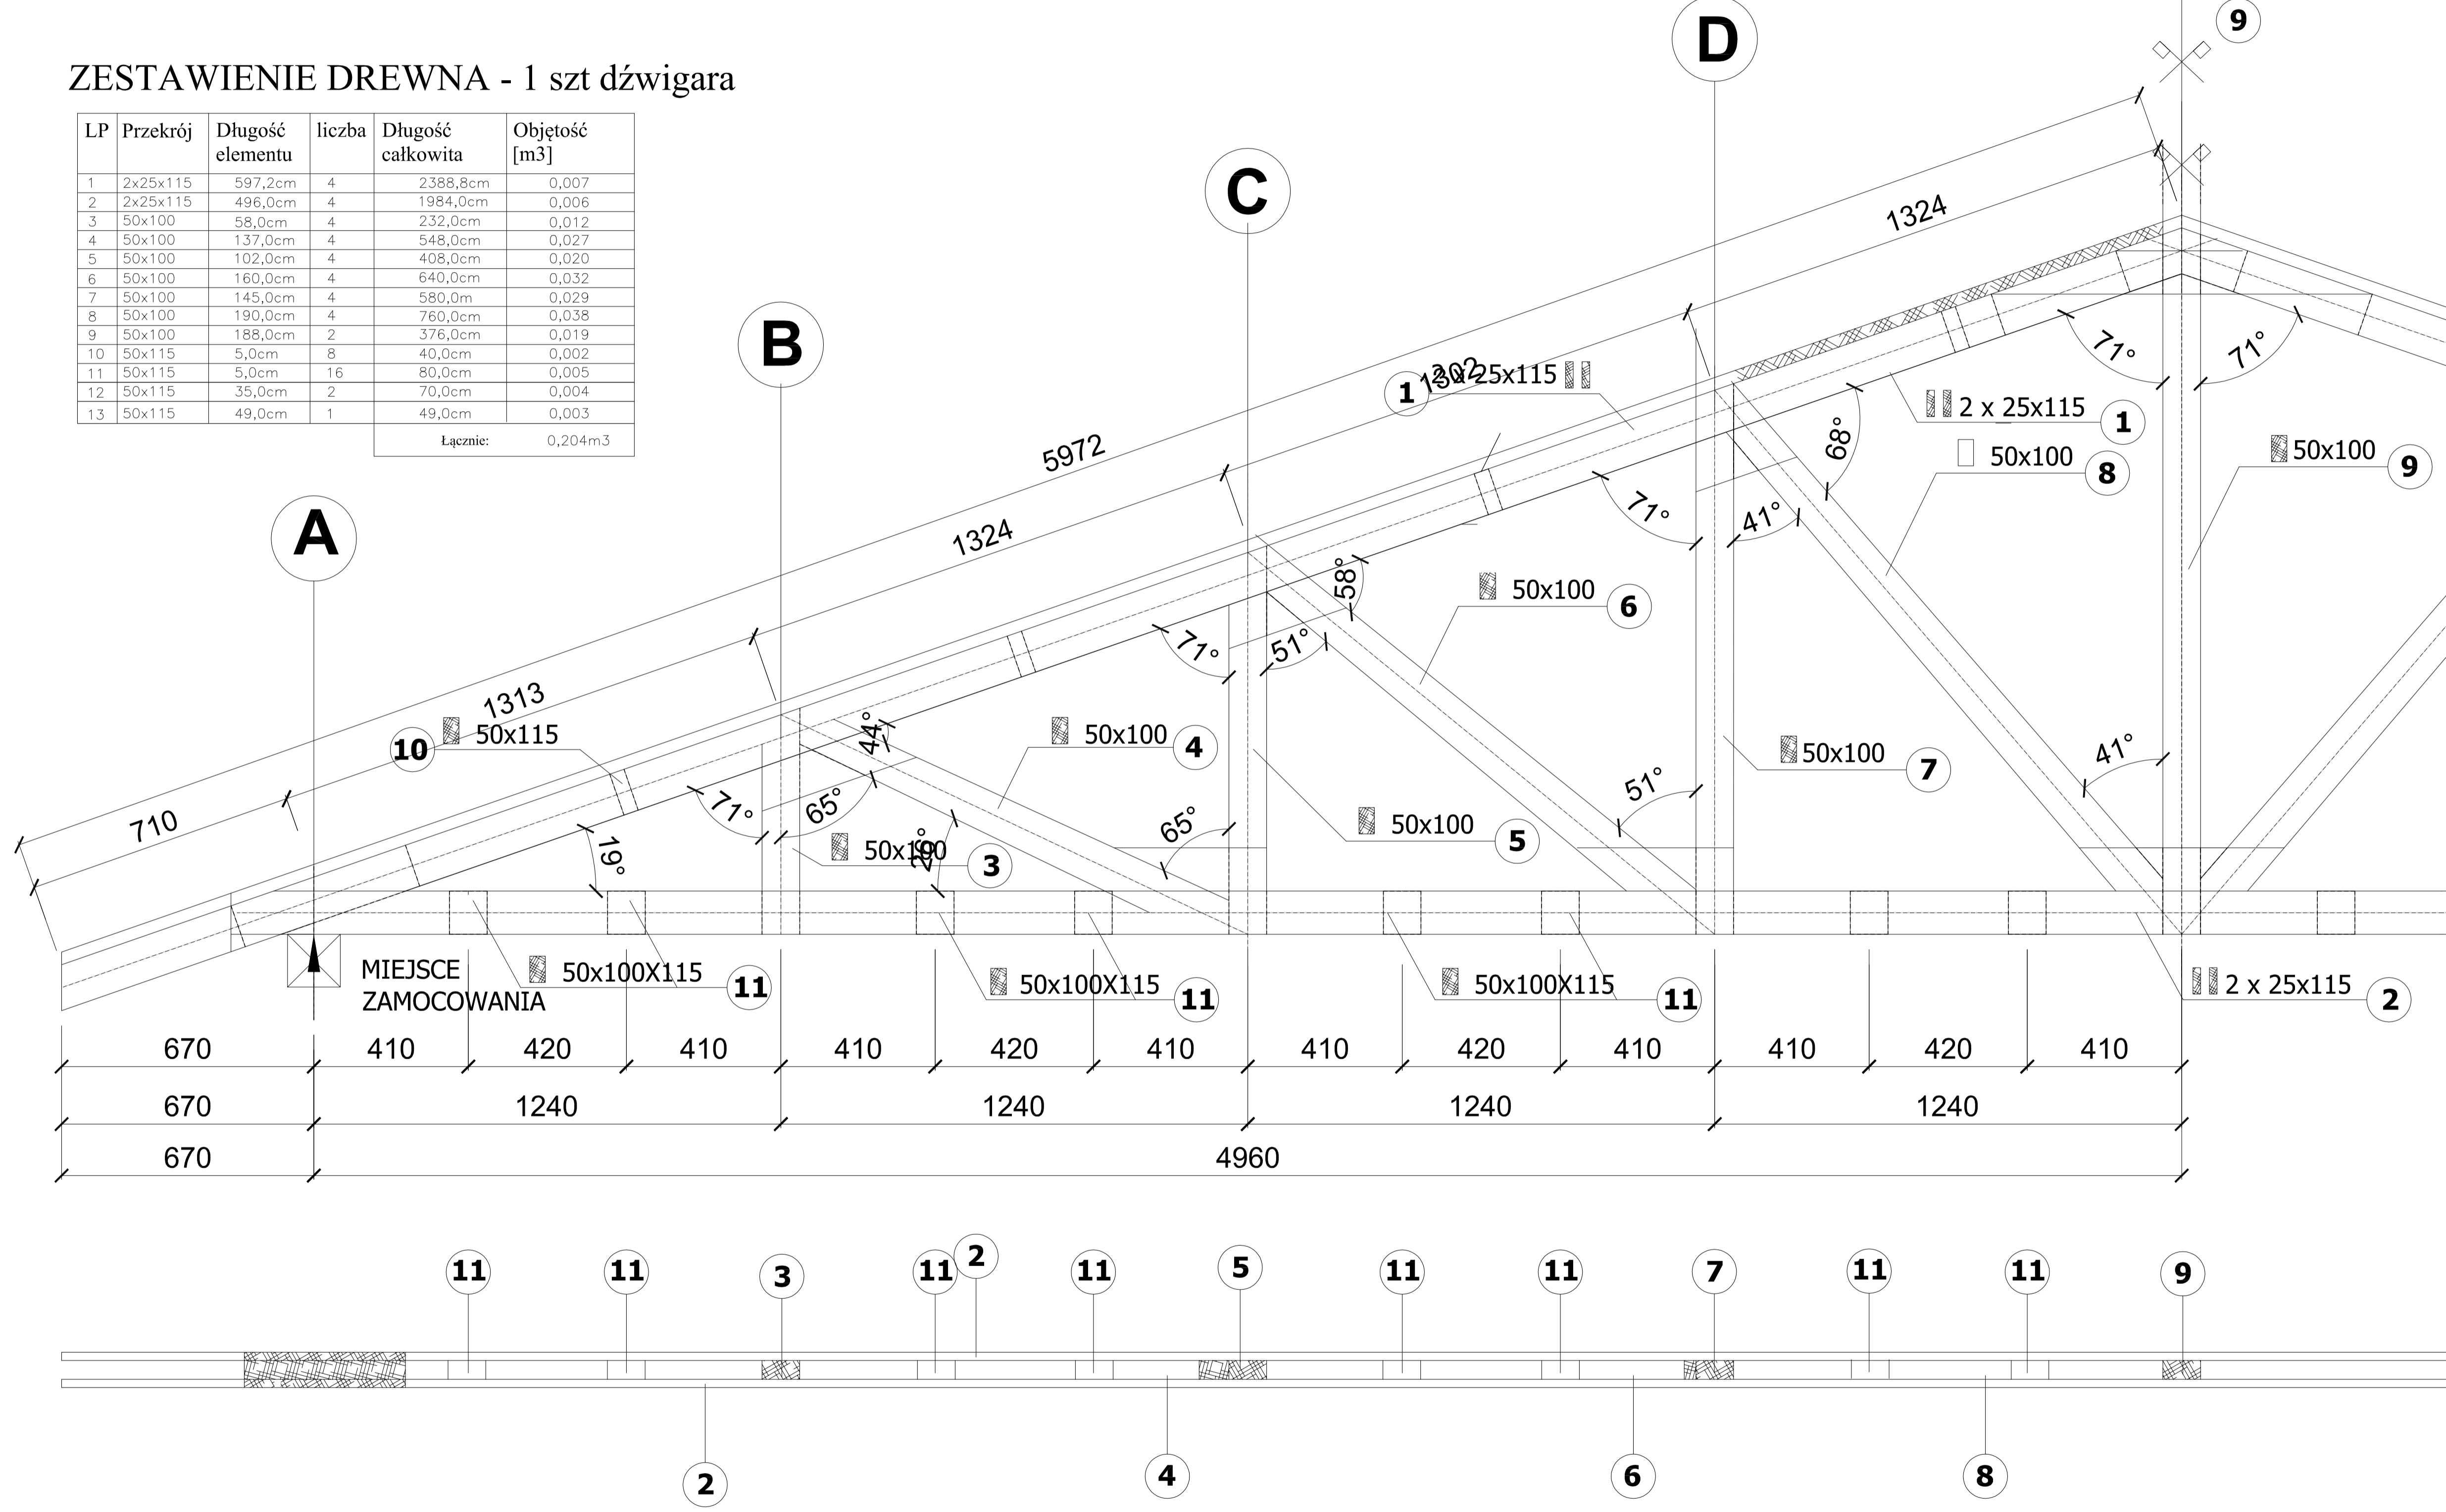 ZESTAWIENIE DREWNA - 1 szt dźwigara
LP Przekrój Długość elementu liczba Długość całkowita Objętość [m3]
1 2x25x115 597,2cm 4 2388,8cm 0,007
2 2x25x115 496,0cm 4 1984,0cm 0,006
3 50x100 58,0cm 4 232,0cm 0,012
4 50x100 137,0cm 4 548,0cm 0,027
5 50x100 102,0cm 4 408,0cm 0,020
6 50x100 160,0cm 4 640,0cm 0,032
7 50x100 145,0cm 4 580,0m 0,029
8 50x100 190,0cm 4 760,0cm 0,038
9 50x100 188,0cm 2 376,0cm 0,019
10 50x115 5,0cm 8 40,0cm 0,002
11 50x115 5,0cm 16 80,0cm 0,005
12 50x115 35,0cm 2 70,0cm 0,004
13 50x115 49,0cm 1 49,0cm 0,003
Łącznie: 0,204m3
A
B
C
D
9
5972
710
1313
1324
1302
1324
1 2 x 25x115
2 x 25x115 1
50x100 8
50x100 9
50x100 6
50x100 7
10 50x115
50x100 4
50x100 3
50x100 5
71°
71°
68°
71°
41°
58°
71°
51°
44°
71°
65°
19°
26°
65°
51°
41°
MIEJSCE
ZAMOCOWANIA
50x100X115 11
50x100X115 11
50x100X115 11
2 x 25x115 2
670 410 420 410 410 420 410 410 420 410 410 420 410
670 1240 1240 1240 1240
670 4960
11 11 3 11 2 11 5 11 11 7 11 11 9
2 4 6 8